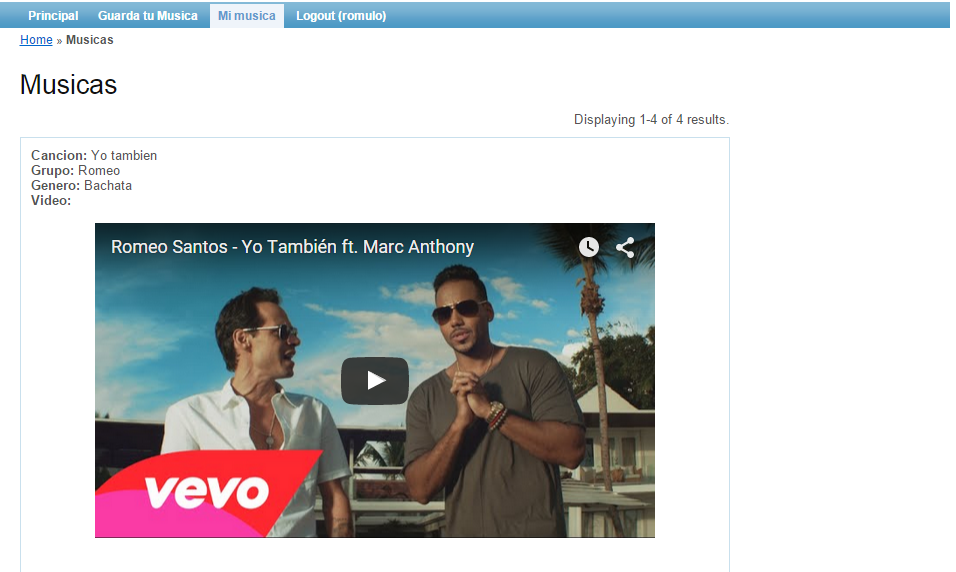 Principal Guarda tu Musica Mi musica Logout (romulo)
Home » Musicas
Musicas
Displaying 1-4 of 4 results.
Cancion: Yo tambien
Grupo: Romeo
Genero: Bachata
Video:
Romeo Santos - Yo También ft. Marc Anthony
vevo